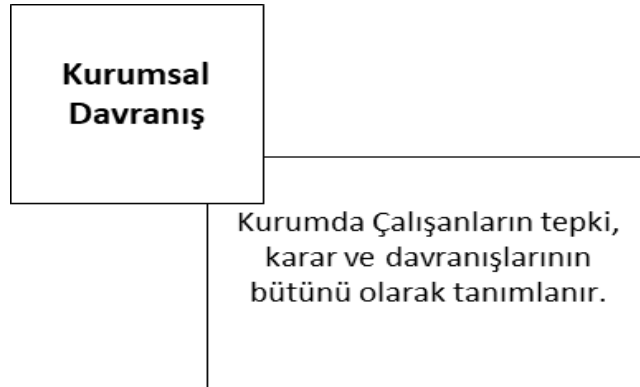 Kurumsal
Davranış
Kurumda Çalışanların tepki,
karar ve davranışlarının
bütünü olarak tanımlanır.